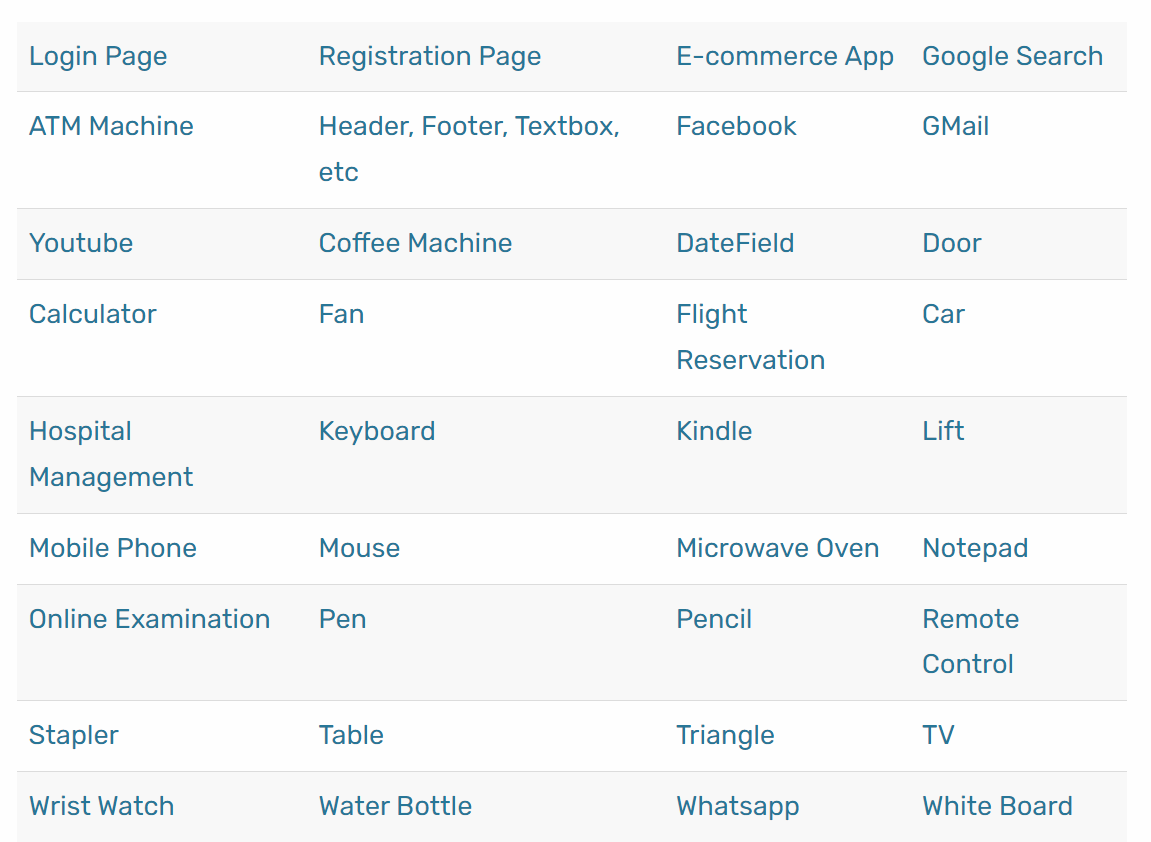 Login Page Registration Page E-commerce App Google Search
ATM Machine Header, Footer, Textbox, Facebook GMail
etc
Youtube Coffee Machine DateField Door
Calculator Fan Flight Car
Reservation
Hospital Keyboard Kindle Lift
Management
Mobile Phone Mouse Microwave Oven Notepad
Online Examination Pen Pencil Remote
Control
Stapler Table Triangle TV
Wrist Watch Water Bottle Whatsapp White Board